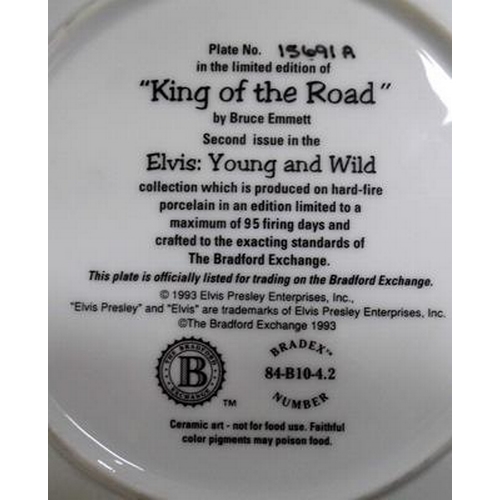 Plate No. 15691A
in the limited edition of
"King of the Road"
by Bruce Emmett
Second issue in the
Elvis: Young and Wild
collection which is produced on hard-fire
porcelain in an edition limited to a
maximum of 95 firing days and
crafted to the exacting standards of
The Bradford Exchange.
This plate is officially listed for trading on the Bradford Exchange.
© 1993 Elvis Presley Enterprises, Inc.,
"Elvis Presley" and "Elvis" are trademarks of Elvis Presley Enterprises, Inc.
©The Bradford Exchange 1993
THE BRADFORD
B
EXCHANGE
TM
BRADEX™
84-B10-4.2
NUMBER
Ceramic art - not for food use. Faithful
color pigments may poison food.